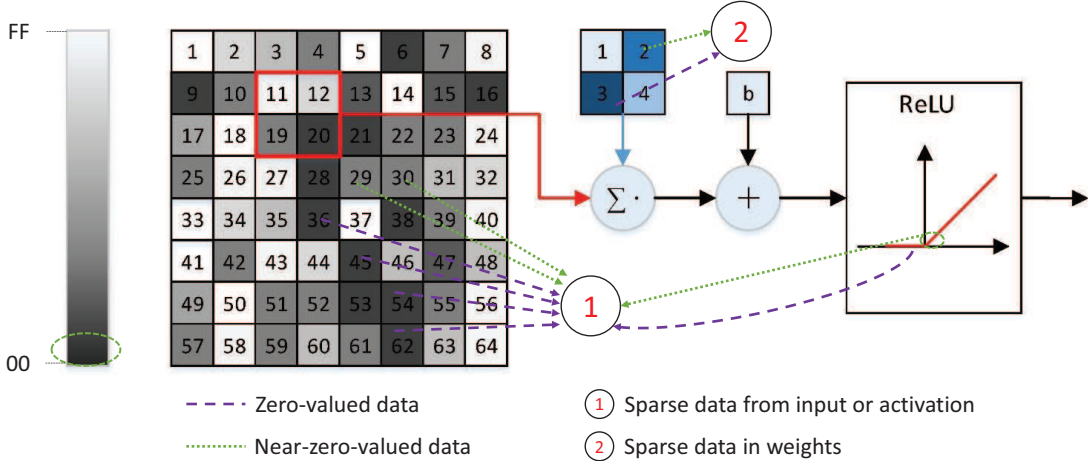 FF
00
1 2 3 4 5 6 7 8
9 10 11 12 13 14 15 16
17 18 19 20 21 22 23 24
25 26 27 28 29 30 31 32
33 34 35 36 37 38 39 40
41 42 43 44 45 46 47 48
49 50 51 52 53 54 55 56
57 58 59 60 61 62 63 64
1 2
3 4
2
b
ReLU
∑·
+
1
Zero-valued data
Near-zero-valued data
1 Sparse data from input or activation
2 Sparse data in weights